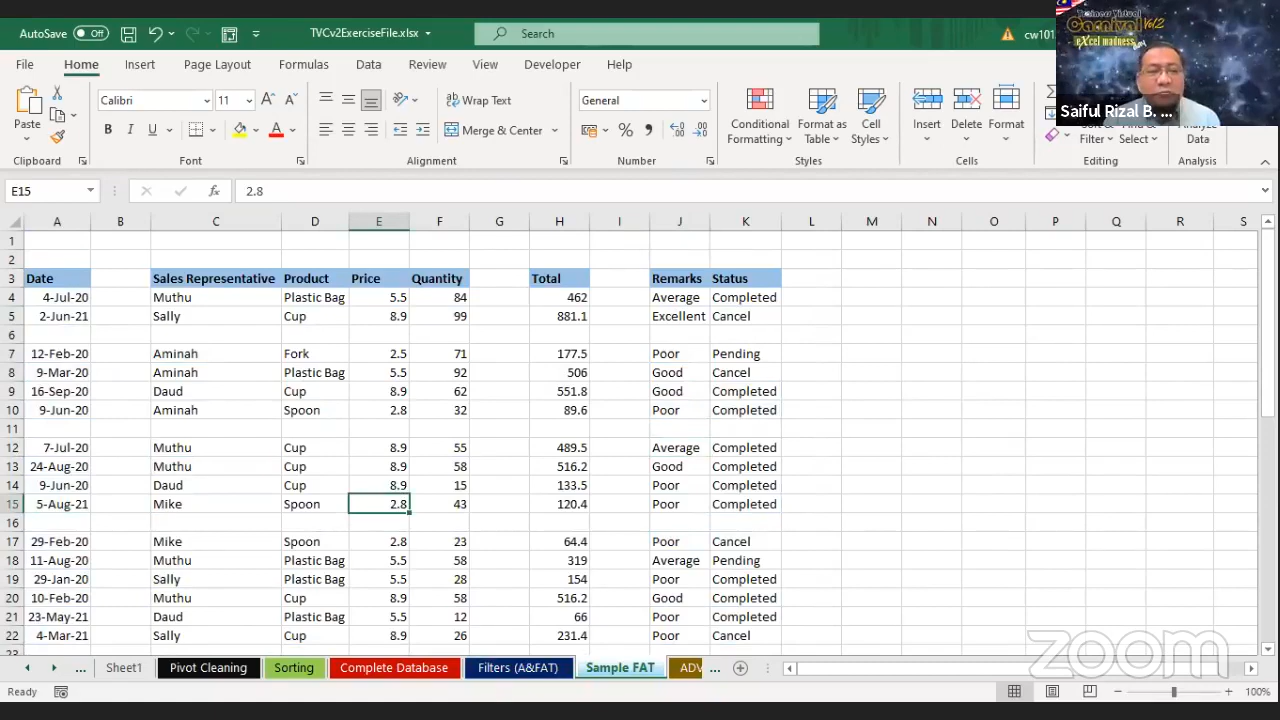 AutoSave Off TVCv2ExerciseFile.xlsx Search cw101
Trainers Virtual
Carnival Vol2
eXcel madness
Saiful Rizal B. ...
File Home Insert Page Layout Formulas Data Review View Developer Help
Paste Calibri 11 Wrap Text General Conditional Formatting Format as Table Cell Styles Insert Delete Format
B I U Merge & Center % Filter Select Data
Clipboard Font Alignment Number Styles Cells Editing Analysis
E15 fx 2.8
A B C D E F G H I J K L M N O P Q R S
1
2
3 Date Sales Representative Product Price Quantity Total Remarks Status
4 4-Jul-20 Muthu Plastic Bag 5.5 84 462 Average Completed
5 2-Jun-21 Sally Cup 8.9 99 881.1 Excellent Cancel
6
7 12-Feb-20 Aminah Fork 2.5 71 177.5 Poor Pending
8 9-Mar-20 Aminah Plastic Bag 5.5 92 506 Good Cancel
9 16-Sep-20 Daud Cup 8.9 62 551.8 Good Completed
10 9-Jun-20 Aminah Spoon 2.8 32 89.6 Poor Completed
11
12 7-Jul-20 Muthu Cup 8.9 55 489.5 Average Completed
13 24-Aug-20 Muthu Cup 8.9 58 516.2 Good Completed
14 9-Jun-20 Daud Cup 8.9 15 133.5 Poor Completed
15 5-Aug-21 Mike Spoon 2.8 43 120.4 Poor Completed
16
17 29-Feb-20 Mike Spoon 2.8 23 64.4 Poor Cancel
18 11-Aug-20 Muthu Plastic Bag 5.5 58 319 Average Pending
19 29-Jan-20 Sally Plastic Bag 5.5 28 154 Poor Completed
20 10-Feb-20 Muthu Cup 8.9 58 516.2 Good Completed
21 23-May-21 Daud Plastic Bag 5.5 12 66 Poor Completed
22 4-Mar-21 Sally Cup 8.9 26 231.4 Poor Cancel
zoom
... Sheet1 Pivot Cleaning Sorting Complete Database Filters (A&FAT) Sample FAT ADV ...
Ready 100%